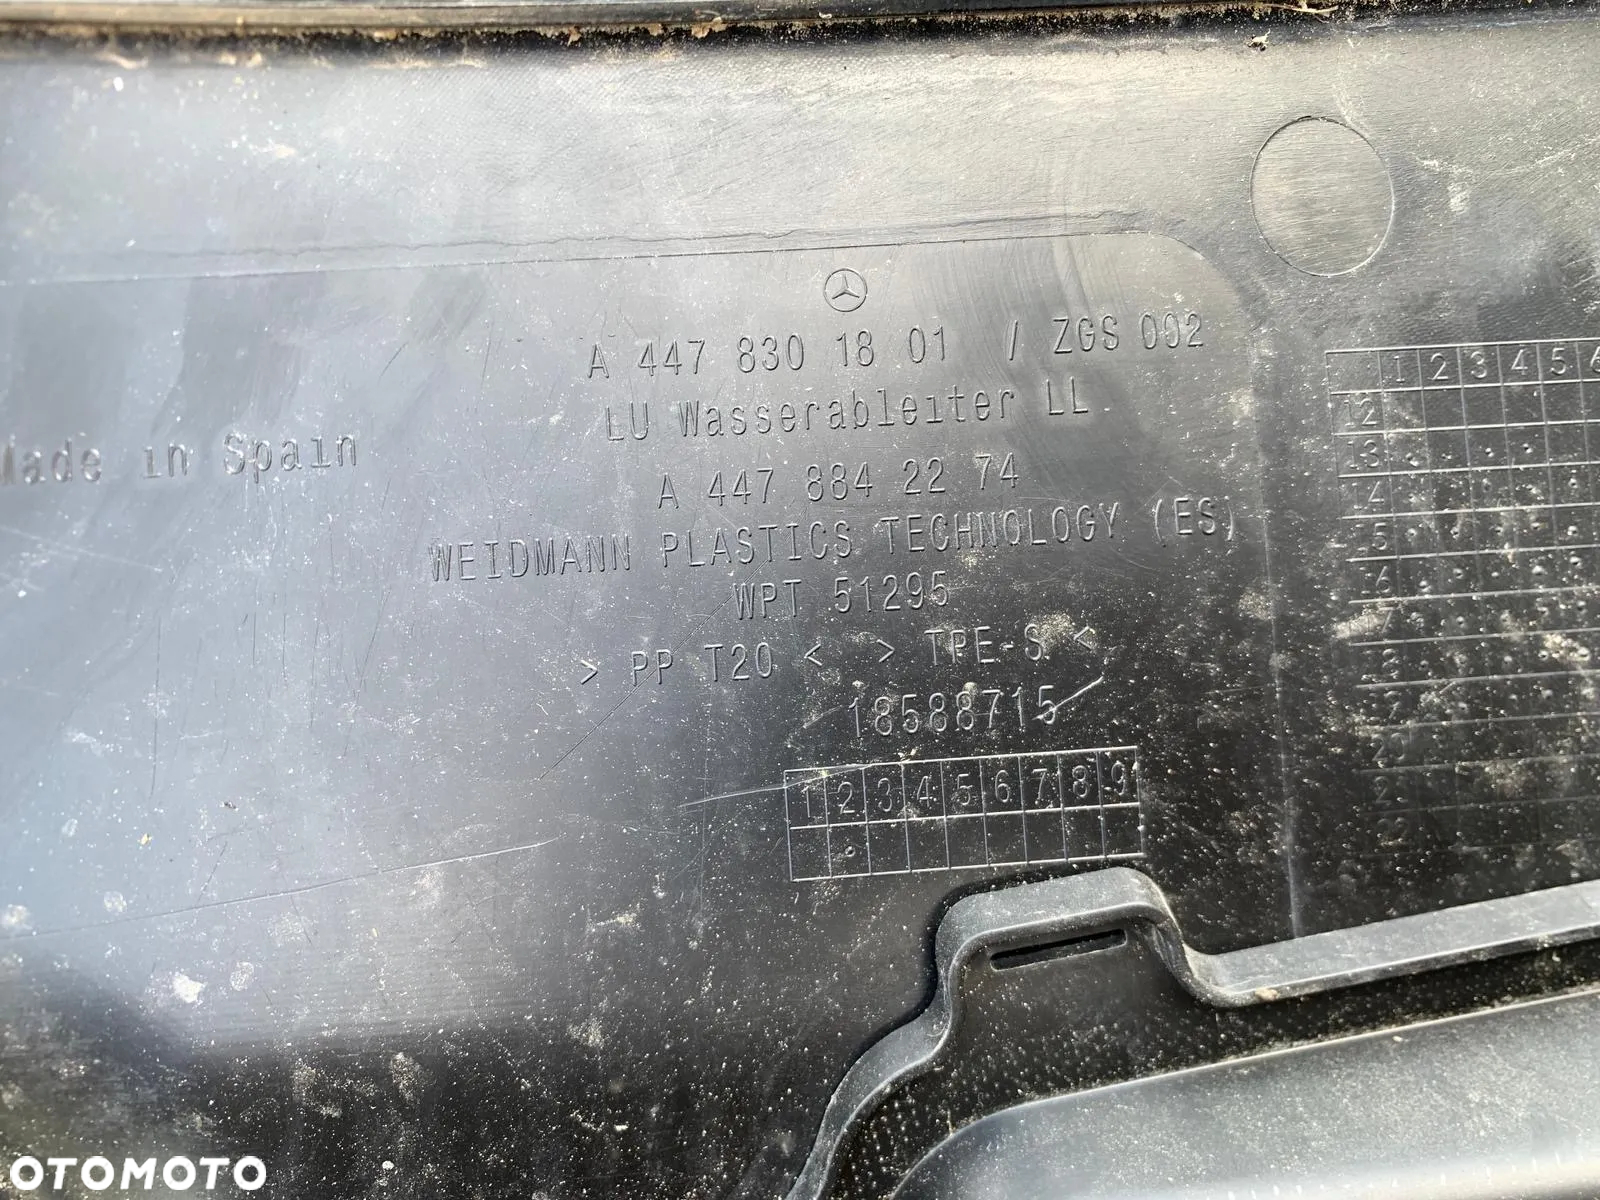 A 447 830 18 01 / ZGS 002
LU Wasserableiter LL
Made in Spain
A 447 884 22 74
WEIDMANN PLASTICS TECHNOLOGY (ES)
WPT 51295
> PP T20 < > TPE-S <
18588715
1 2 3 4 5 6 7 8 9
1 2 3 4 5 6
12
13
14
15
16
OTOMOTO